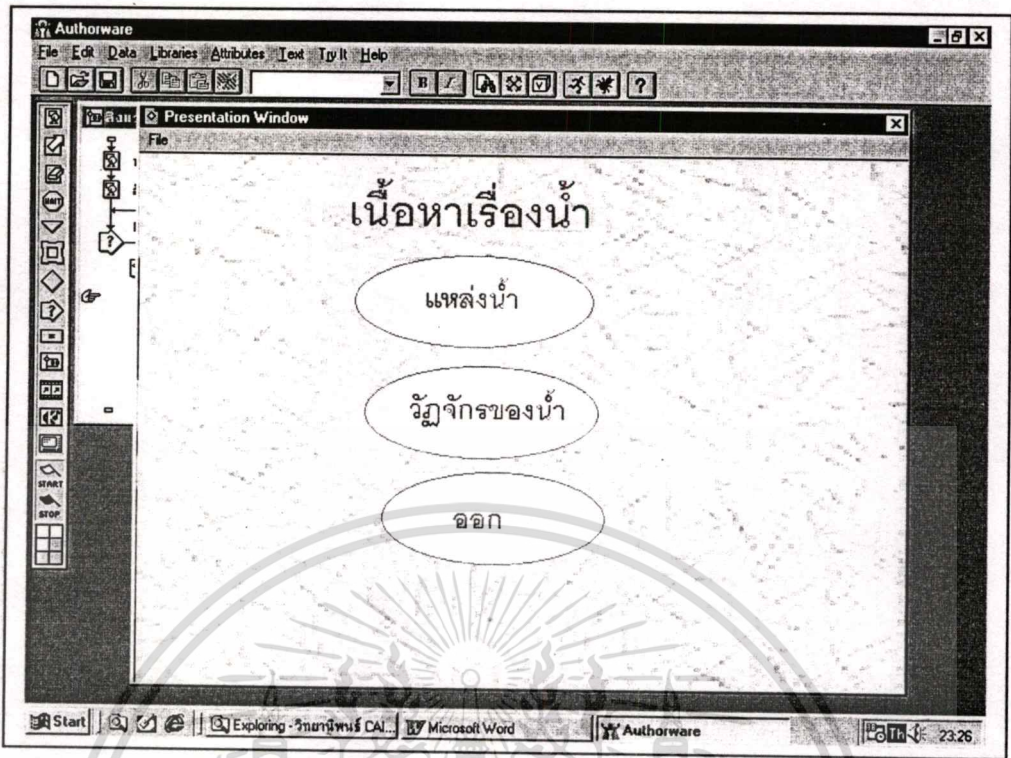 Authorware
File Edit Data Libraries Attributes Text Try It Help
B I ?
Presentation Window
File
เนื้อหาเรื่องน้ำ
แหล่งน้ำ
วัฏจักรของน้ำ
ออก
WAIT
START
STOP
Start Exploring - วิทยานิพนธ์ CAI... Microsoft Word Authorware Th 23:26